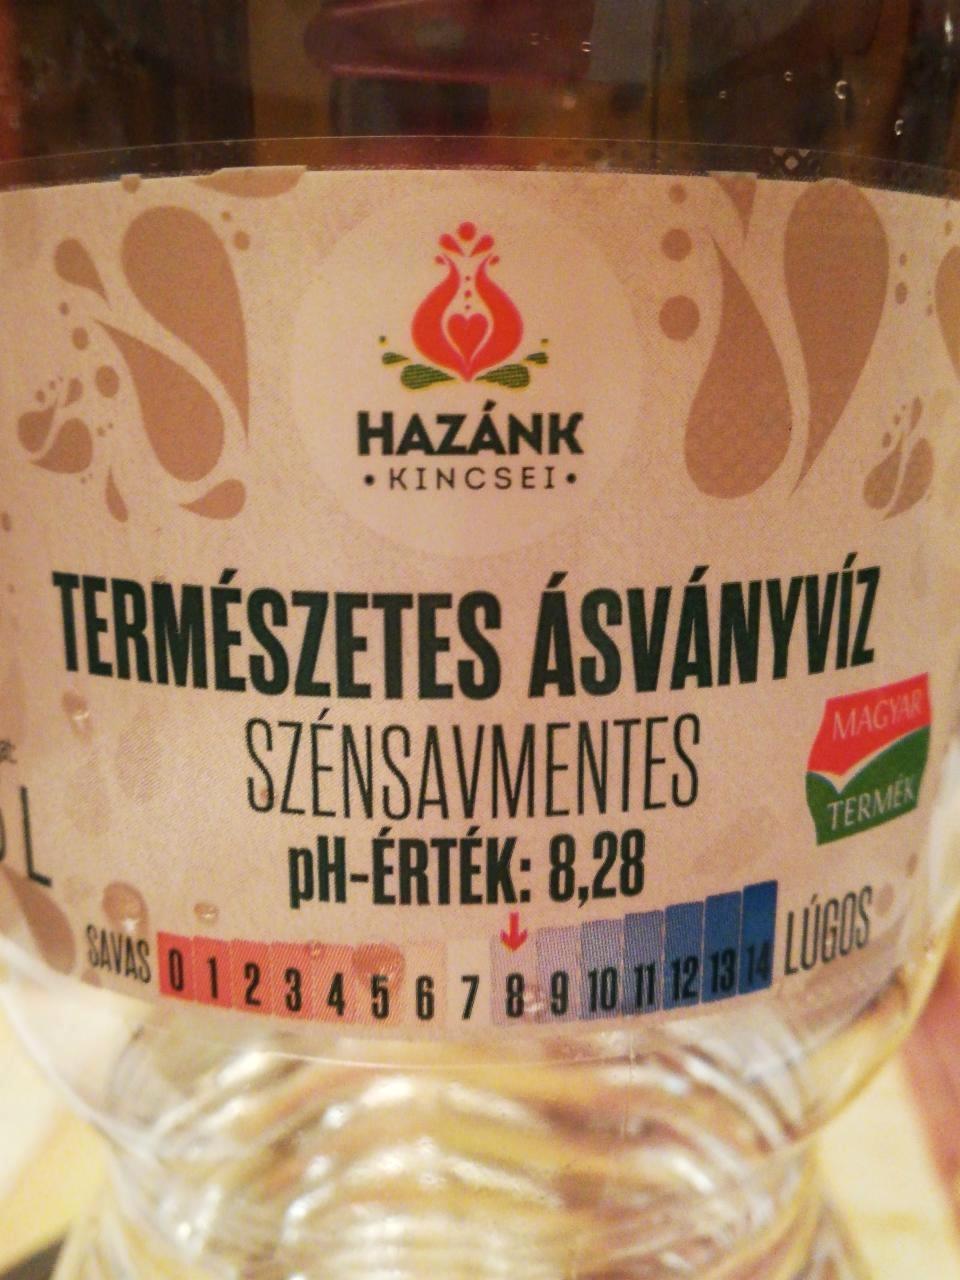 HAZÁNK
• KINCSEI •
TERMÉSZETES ÁSVÁNYVÍZ
SZÉNSAVMENTES
MAGYAR
TERMÉK
L
pH-ÉRTÉK: 8,28
SAVAS 0 1 2 3 4 5 6 7 8 9 10 11 12 13 14 LÚGOS